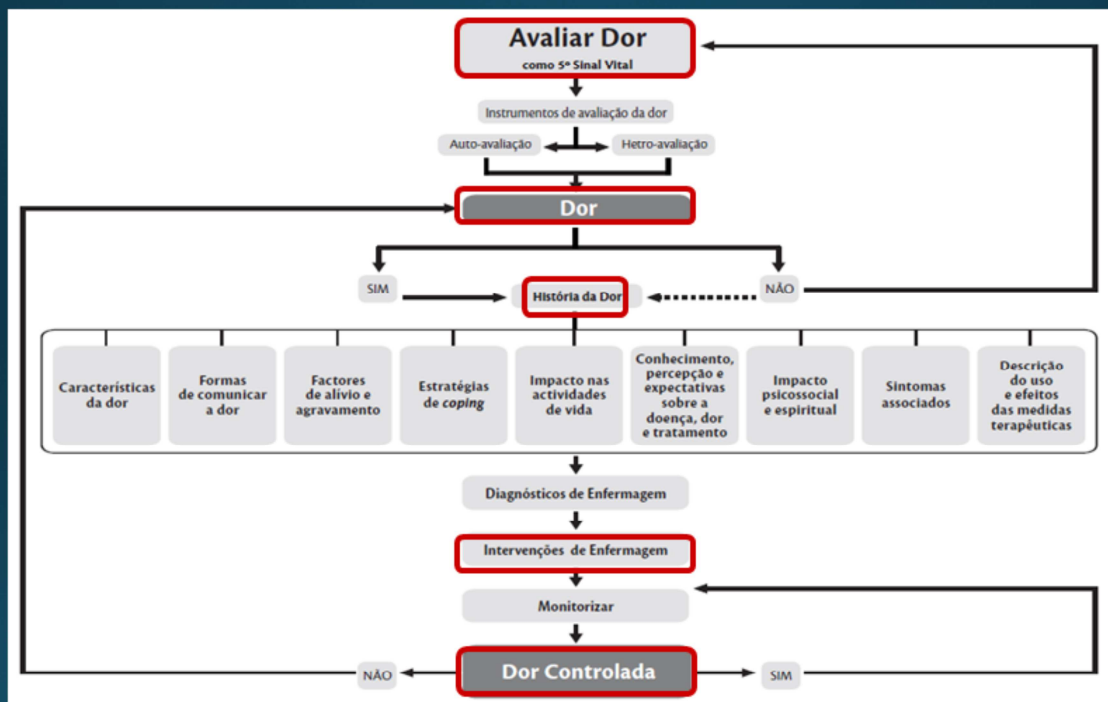 Avaliar Dor
como 5º Sinal Vital
Instrumentos de avaliação da dor
Auto-avaliação
Hetro-avaliação
Dor
SIM
História da Dor
NÃO
Características
da dor
Formas
de comunicar
a dor
Factores
de alívio e
agravamento
Estratégias
de coping
Impacto nas
actividades
de vida
Conhecimento,
percepção e
expectativas
sobre a
doença, dor
e tratamento
Impacto
psicossocial
e espiritual
Sintomas
associados
Descrição
do uso
e efeitos
das medidas
terapêuticas
Diagnósticos de Enfermagem
Intervenções de Enfermagem
Monitorizar
NÃO
Dor Controlada
SIM